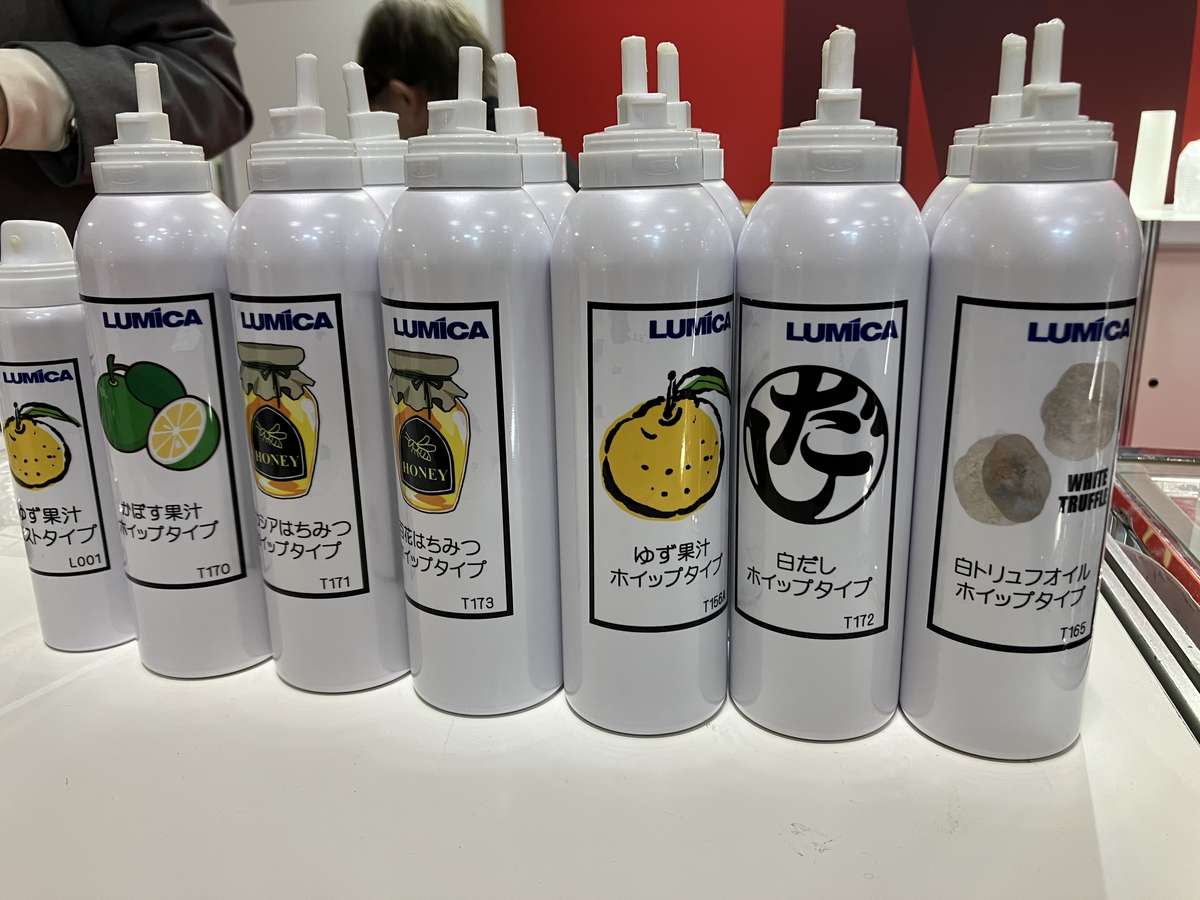 LUMICA
ゆず果汁
ストタイプ
L001
LUMICA
かぼす果汁
ホイップタイプ
T170
LUMICA
HONEY
シアはちみつ
イップタイプ
T171
LUMICA
HONEY
花はちみつ
イップタイプ
T173
LUMICA
ゆず果汁
ホイップタイプ
T156A
LUMICA
だし
白だし
ホイップタイプ
T172
LUMICA
WHITE
TRUFFLE
白トリュフオイル
ホイップタイプ
T165